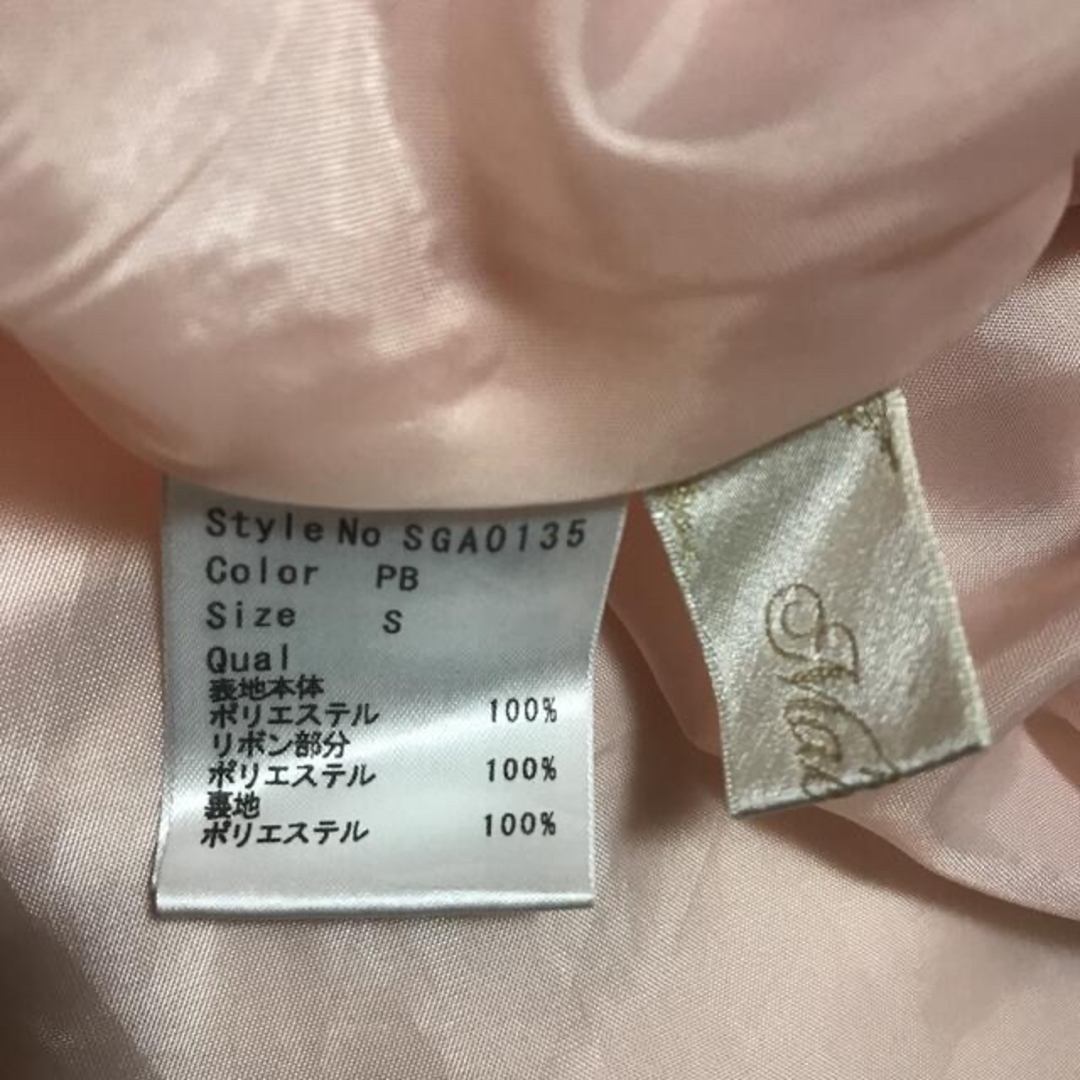 Style No SGA0135
Color PB
Size S
Qual
表地本体
ポリエステル 100%
リボン部分
ポリエステル 100%
裏地
ポリエステル 100%